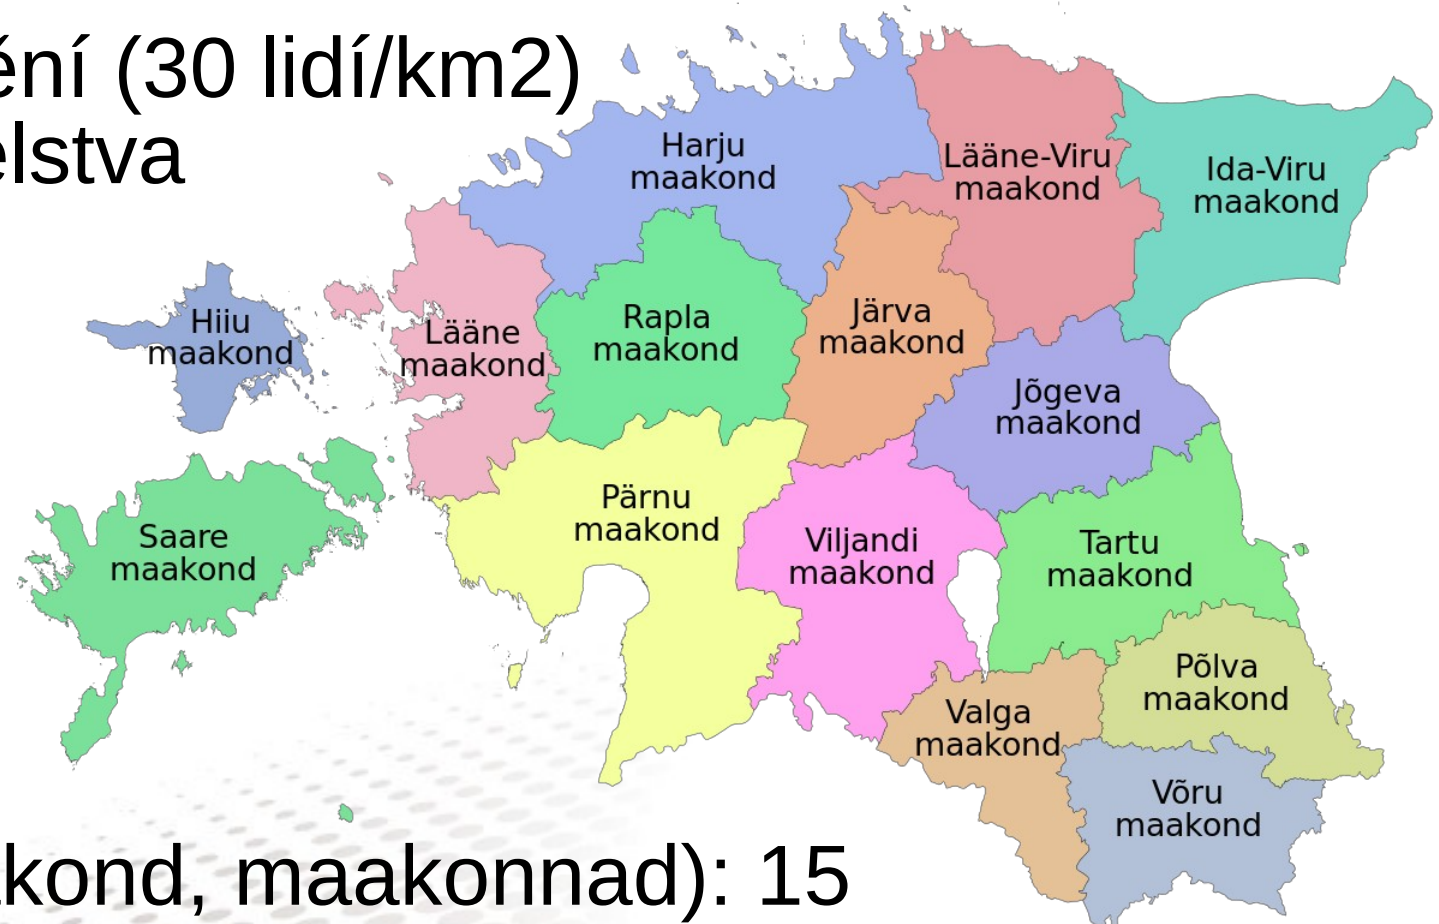 ění (30 lidí/km2)
elstva
Harju
maakond
Lääne-Viru
maakond
Ida-Viru
maakond
Hiiu
maakond
Lääne
maakond
Rapla
maakond
Järva
maakond
Jõgeva
maakond
Saare
maakond
Pärnu
maakond
Viljandi
maakond
Tartu
maakond
Põlva
maakond
Valga
maakond
Võru
maakond
kond, maakonnad): 15